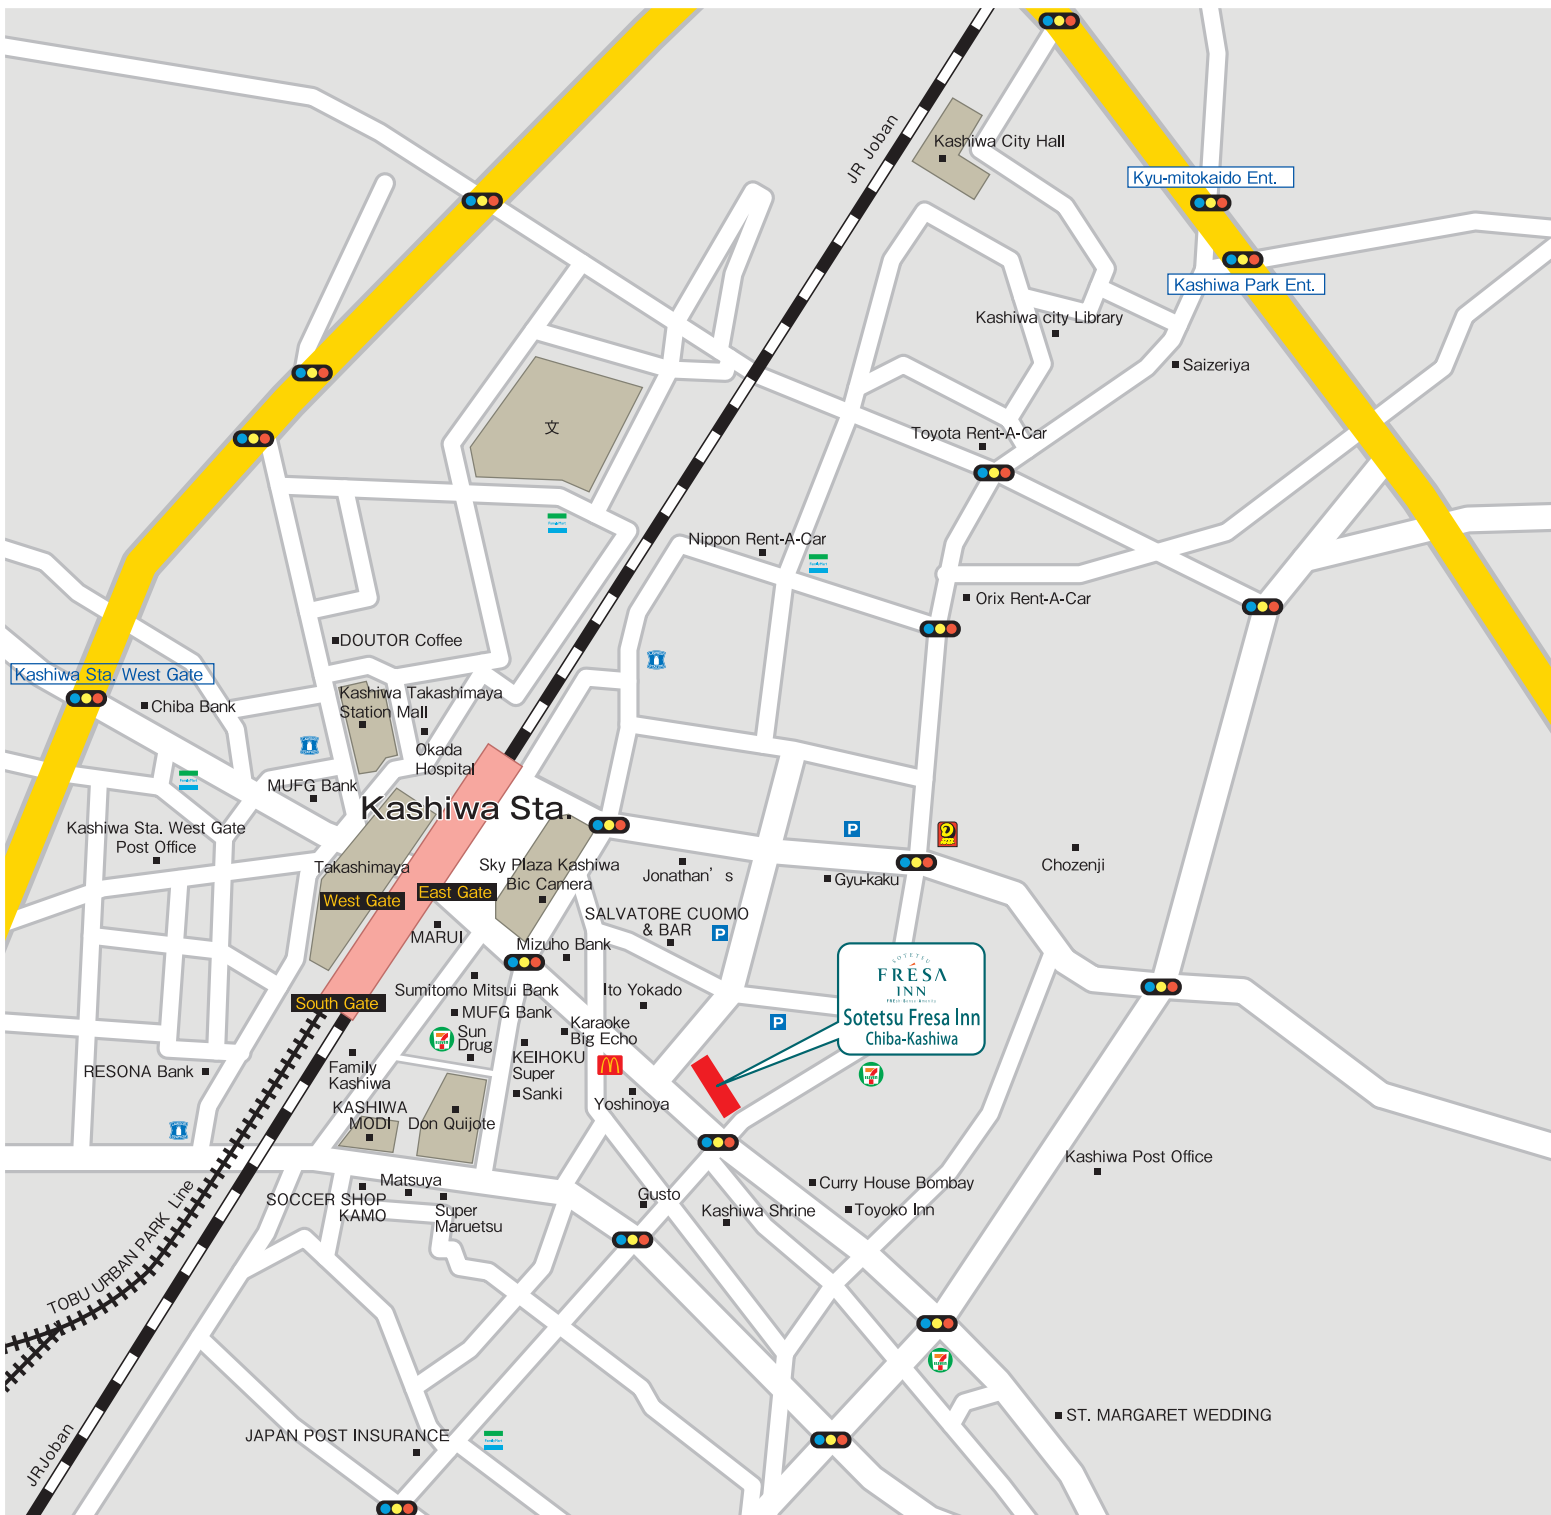 JR Joban
Kashiwa City Hall
Kyu-mitokaido Ent.
Kashiwa Park Ent.
Kashiwa city Library
Saizeriya
文
Toyota Rent-A-Car
Nippon Rent-A-Car
FamilyMart
FamilyMart
Orix Rent-A-Car
DOUTOR Coffee
Kashiwa Sta. West Gate
Chiba Bank
Kashiwa Takashimaya
Station Mall
Okada
Hospital
MUFG Bank
Kashiwa Sta.
Kashiwa Sta. West Gate
Post Office
Takashimaya
Sky Plaza Kashiwa
Bic Camera
West Gate
East Gate
P
Jonathan's
Gyu-kaku
Chozenji
MARUI
SALVATORE CUOMO
& BAR
P
Mizuho Bank
SOTETSU
FRÉSA
INN
Sotetsu Fresa Inn
Chiba-Kashiwa
South Gate
Sumitomo Mitsui Bank
Ito Yokado
MUFG Bank
P
Sun
Drug
Karaoke
Big Echo
KEIHOKU
Super
RESONA Bank
Family
Kashiwa
Sanki
Yoshinoya
KASHIWA
MODI
Don Quijote
Kashiwa Post Office
Matsuya
SOCCER SHOP
KAMO
Super
Maruetsu
Gusto
Curry House Bombay
Kashiwa Shrine
Toyoko Inn
TOBU URBAN PARK Line
ST. MARGARET WEDDING
JAPAN POST INSURANCE
JR Joban